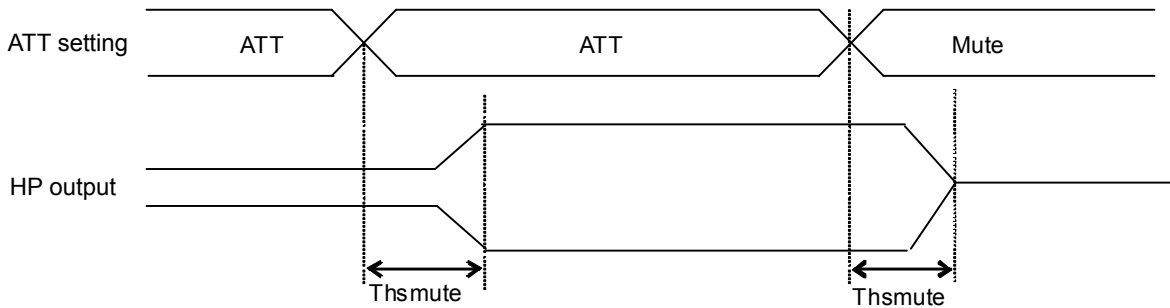 ATT setting
ATT
ATT
Mute
HP output
Thsmute
Thsmute